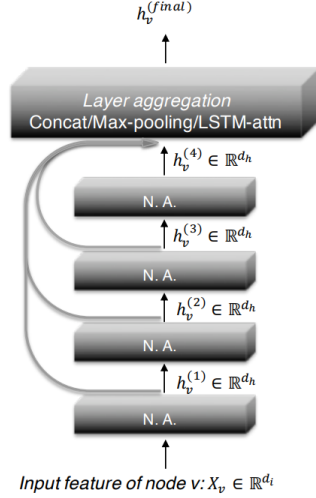 h_v^{(final)}
Layer aggregation
Concat/Max-pooling/LSTM-attn
h_v^{(4)} ∈ ℝ^{d_h}
N. A.
h_v^{(3)} ∈ ℝ^{d_h}
N. A.
h_v^{(2)} ∈ ℝ^{d_h}
N. A.
h_v^{(1)} ∈ ℝ^{d_h}
N. A.
Input feature of node v: X_v ∈ ℝ^{d_i}